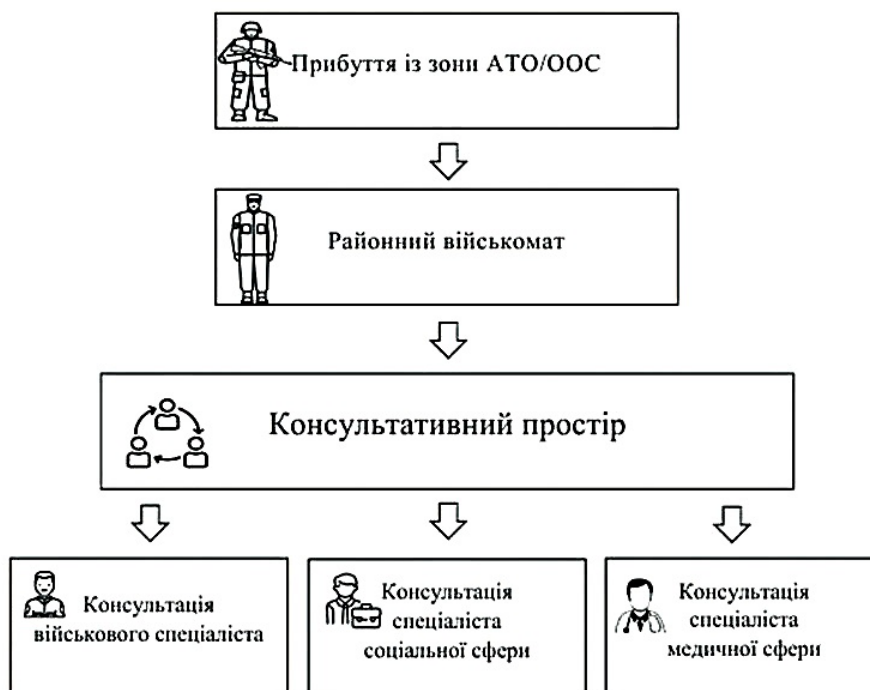 Прибуття із зони АТО/ООС
Районний військомат
Консультативний простір
Консультація
військового спеціаліста
Консультація
спеціаліста
соціальної сфери
Консультація
спеціаліста
медичної сфери